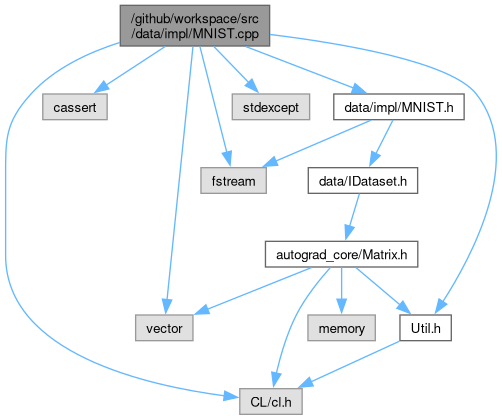 /github/workspace/src
/data/impl/MNIST.cpp
cassert
stdexcept
data/impl/MNIST.h
fstream
data/IDataset.h
autograd_core/Matrix.h
vector
memory
Util.h
CL/cl.h